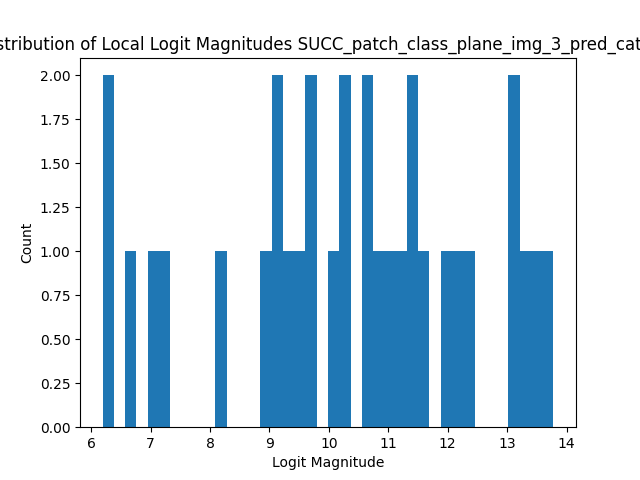 stribution of Local Logit Magnitudes SUCC_patch_class_plane_img_3_pred_cat
2.00
1.75
1.50
1.25
1.00
0.75
0.50
0.25
0.00
Count
6 7 8 9 10 11 12 13 14
Logit Magnitude